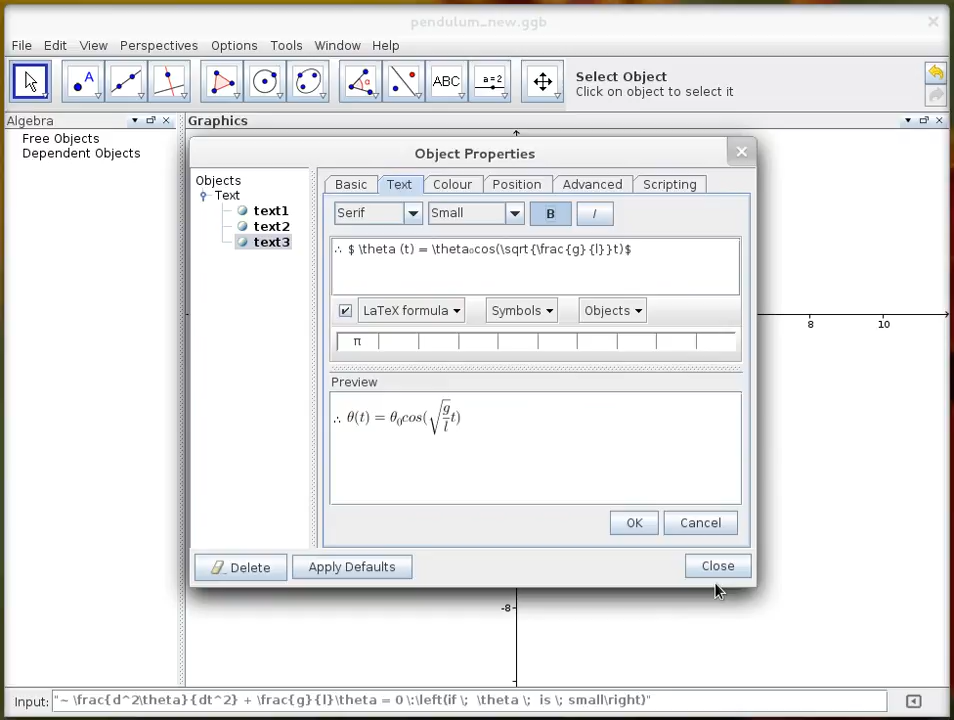 pendulum_new.ggb
File Edit View Perspectives Options Tools Window Help
A ABC a=2 Select Object
Click on object to select it
Algebra Graphics
Free Objects
Dependent Objects
Object Properties
Objects Basic Text Colour Position Advanced Scripting
Text
text1
text2
text3
Serif Small B I
∴ $ \theta (t) = \theta₀cos(\sqrt{\frac{g}{l}}t)$
LaTeX formula Symbols Objects
π
Preview
∴ θ(t) = θ₀cos(√(g/l)t)
OK Cancel
Delete Apply Defaults Close
8 10
-8
Input: "~ \frac{d^2\theta}{dt^2} + \frac{g}{l}\theta = 0 \:\left(if \; \theta \; is \; small\right)"